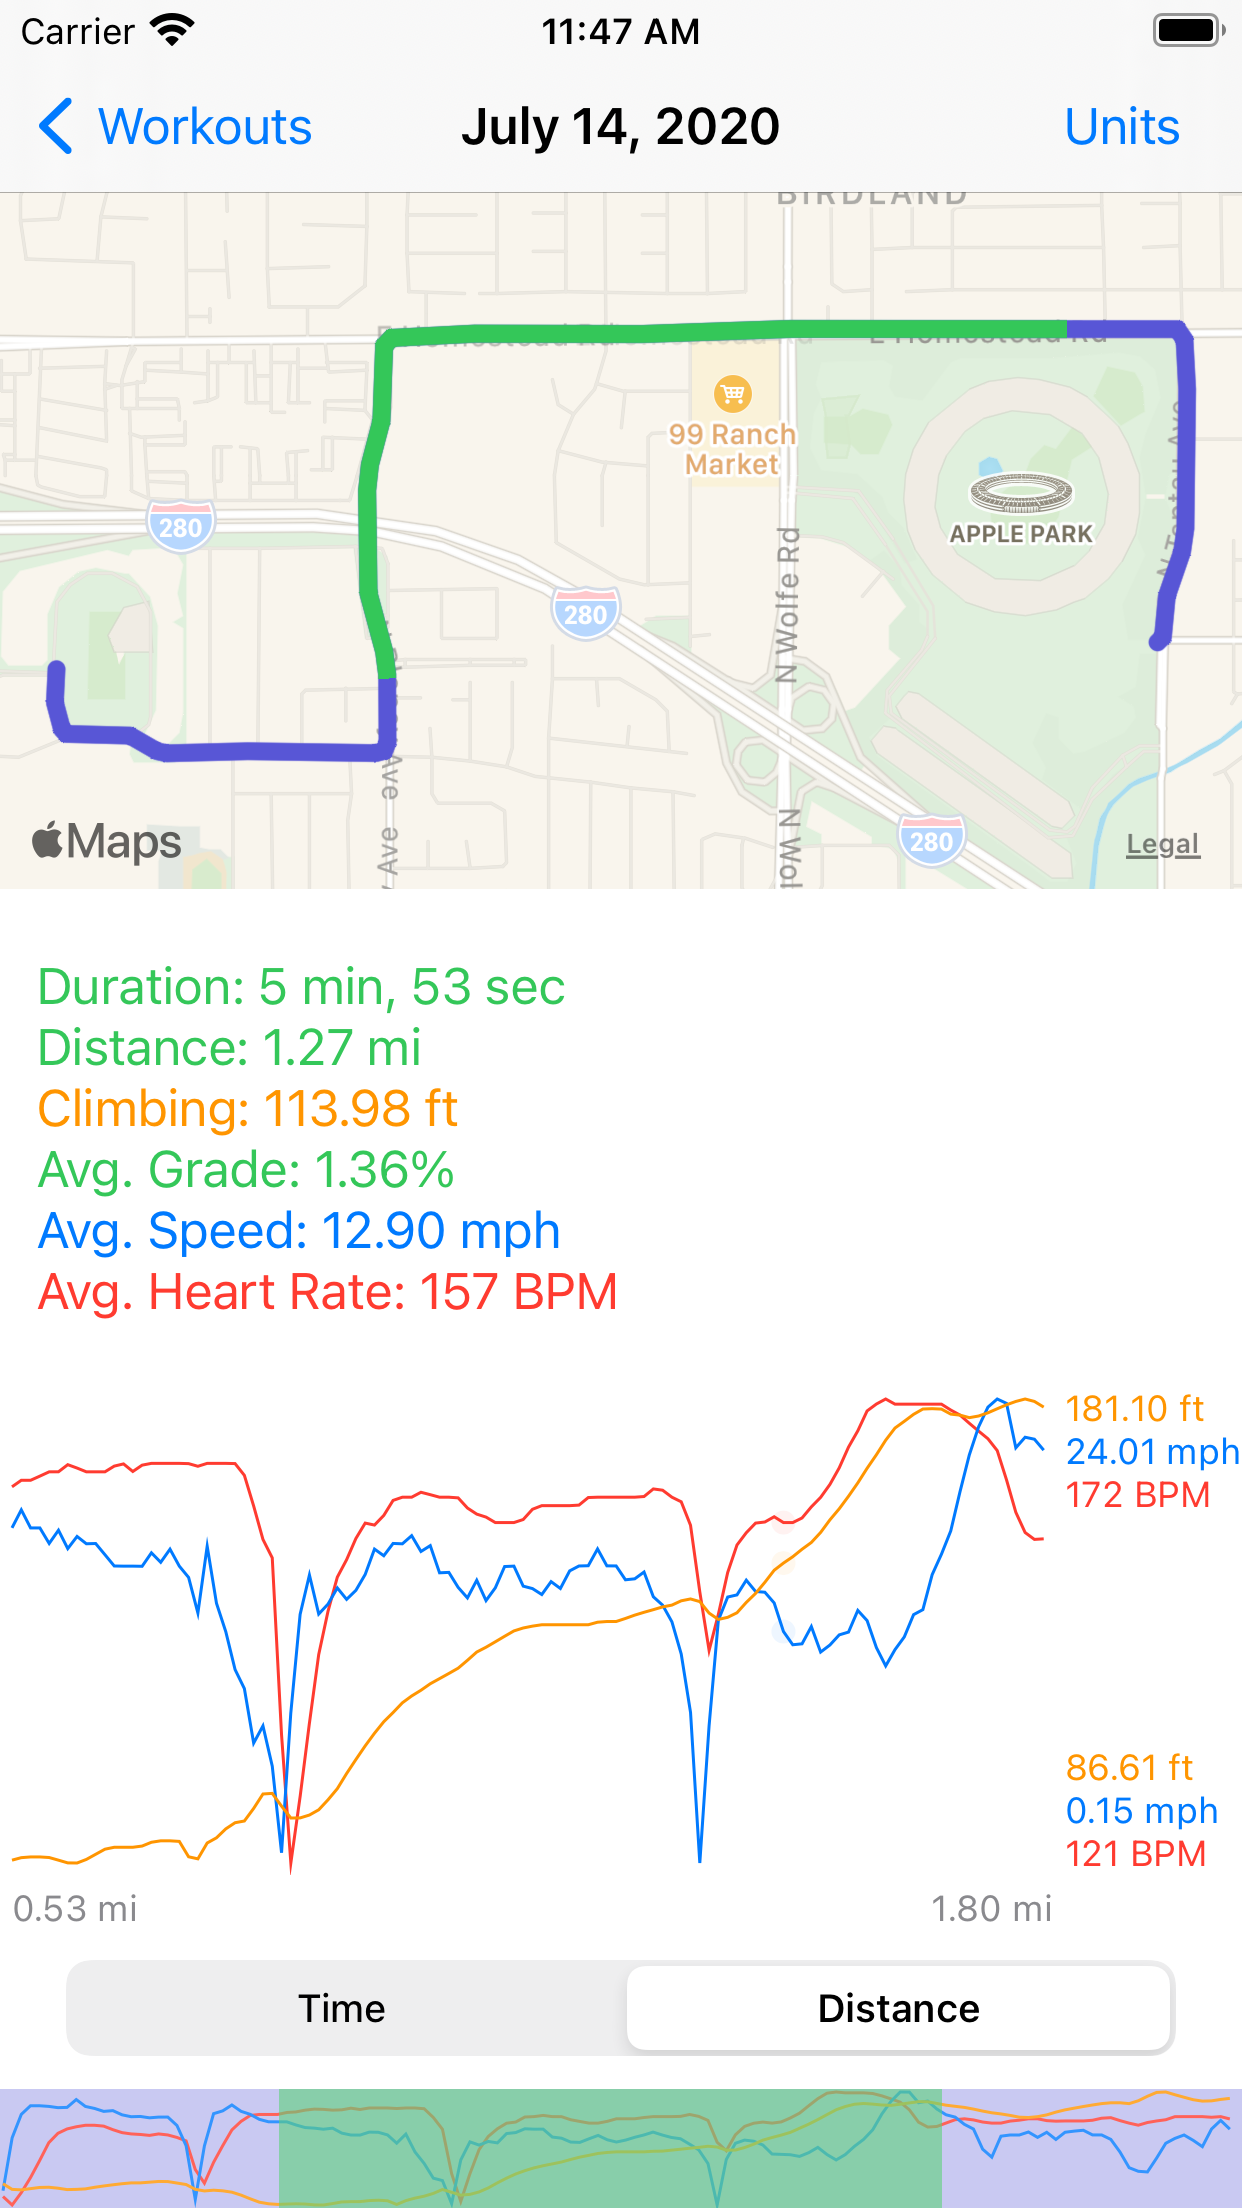 Carrier 11:47 AM
Workouts July 14, 2020 Units
BIRDLAND
E Homestead Rd
99 Ranch
Market
280
APPLE PARK
N Tantau Ave
N Wolfe Rd
280
280
Ave
Ave
N Wol
Maps
Legal
Duration: 5 min, 53 sec
Distance: 1.27 mi
Climbing: 113.98 ft
Avg. Grade: 1.36%
Avg. Speed: 12.90 mph
Avg. Heart Rate: 157 BPM
181.10 ft
24.01 mph
172 BPM
86.61 ft
0.15 mph
121 BPM
0.53 mi 1.80 mi
Time Distance